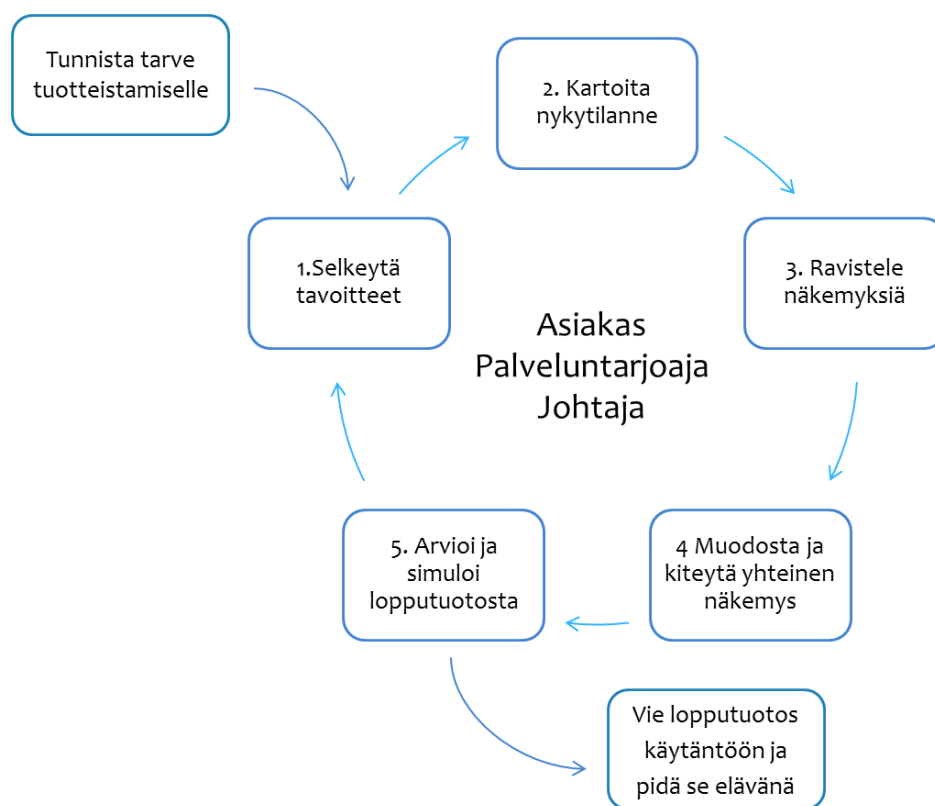 Tunnista tarve
tuotteistamiselle
2. Kartoita
nykytilanne
1.Selkeytä
tavoitteet
3. Ravistele
näkemyksiä
Asiakas
Palveluntarjoaja
Johtaja
5. Arvioi ja
simuloi
lopputuotosta
4 Muodosta ja
kiteytä yhteinen
näkemys
Vie lopputuotos
käytäntöön ja
pidä se elävänä